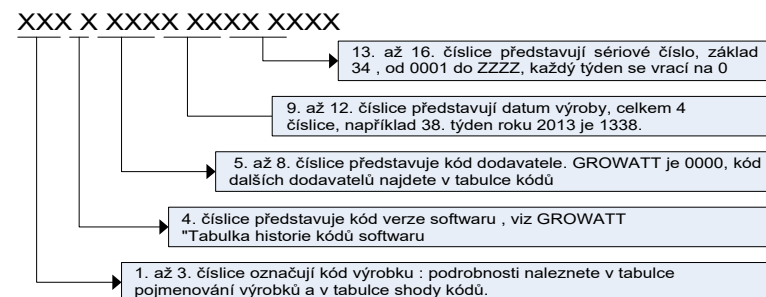 XXX X XXXX XXXX XXXX
13. až 16. číslice představují sériové číslo, základ
34 , od 0001 do ZZZZ, každý týden se vrací na 0
9. až 12. číslice představují datum výroby, celkem 4
číslice, například 38. týden roku 2013 je 1338.
5. až 8. číslice představuje kód dodavatele. GROWATT je 0000, kód
dalších dodavatelů najdete v tabulce kódů
4. číslice představuje kód verze softwaru , viz GROWATT
"Tabulka historie kódů softwaru
1. až 3. číslice označují kód výrobku : podrobnosti naleznete v tabulce
pojmenování výrobků a v tabulce shody kódů.